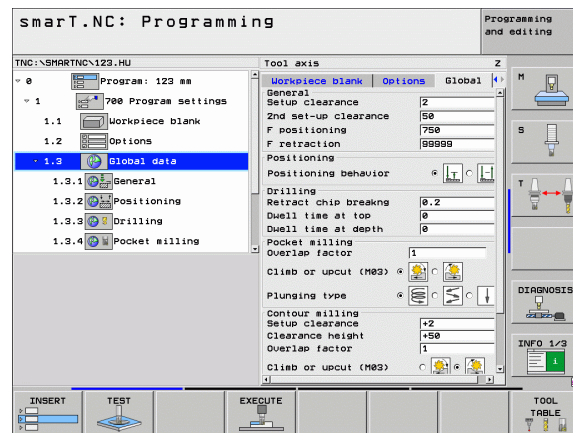 smarT.NC: Programming
Programming and editing
TNC:\SMARTNC\123.HU
Tool axis Z
0 Program: 123 mm
1 700 Program settings
1.1 Workpiece blank
1.2 Options
1.3 Global data
1.3.1 General
1.3.2 Positioning
1.3.3 Drilling
1.3.4 Pocket milling
Workpiece blank Options Global
General
Setup clearance 2
2nd set-up clearance 50
F positioning 750
F retraction 99999
Positioning
Positioning behavior
Drilling
Retract chip breakng 0.2
Dwell time at top 0
Dwell time at depth 0
Pocket milling
Overlap factor 1
Climb or upcut (M03)
Plunging type
Contour milling
Setup clearance +2
Clearance height +50
Overlap factor 1
Climb or upcut (M03)
M
S
T
DIAGNOSIS
INFO 1/3
INSERT
TEST
EXECUTE
TOOL TABLE